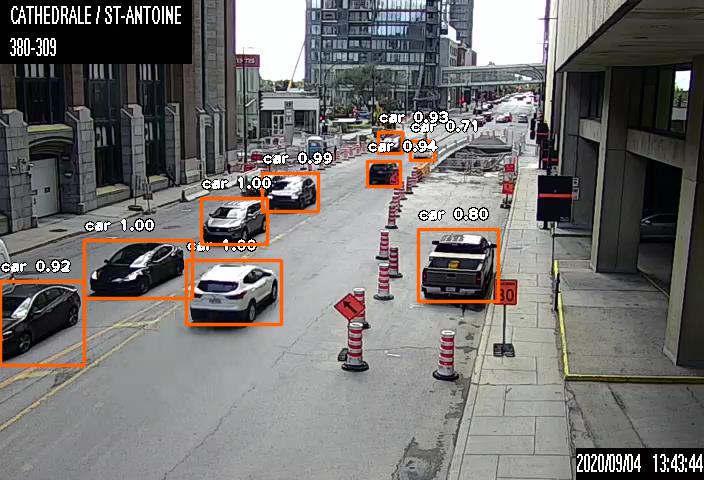 CATHEDRALE / ST-ANTOINE
380-309
car 0.93
car 0.71
car 0.94
car 0.99
car 1.00
car 0.80
car 1.00
car 1.00
car 0.92
30
2020/09/04 13:43:44